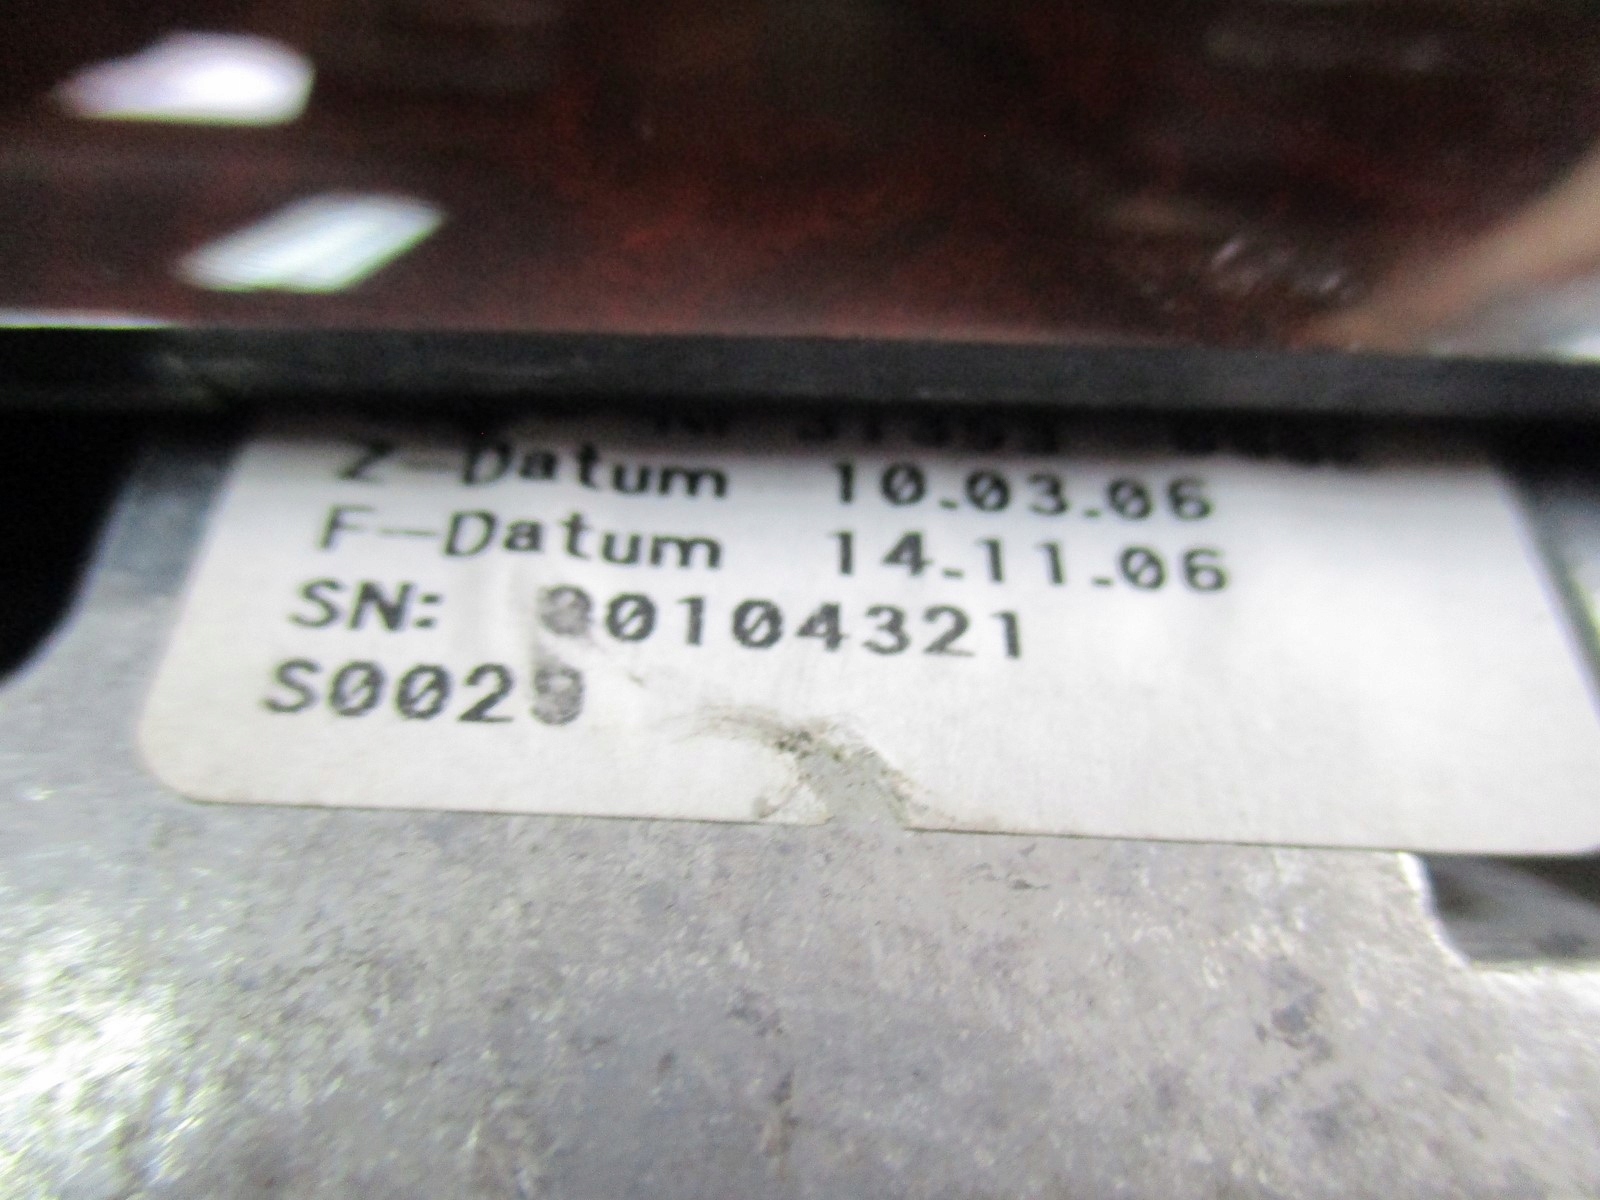 Z-Datum 10.03.06
F-Datum 14.11.06
SN: 00104321